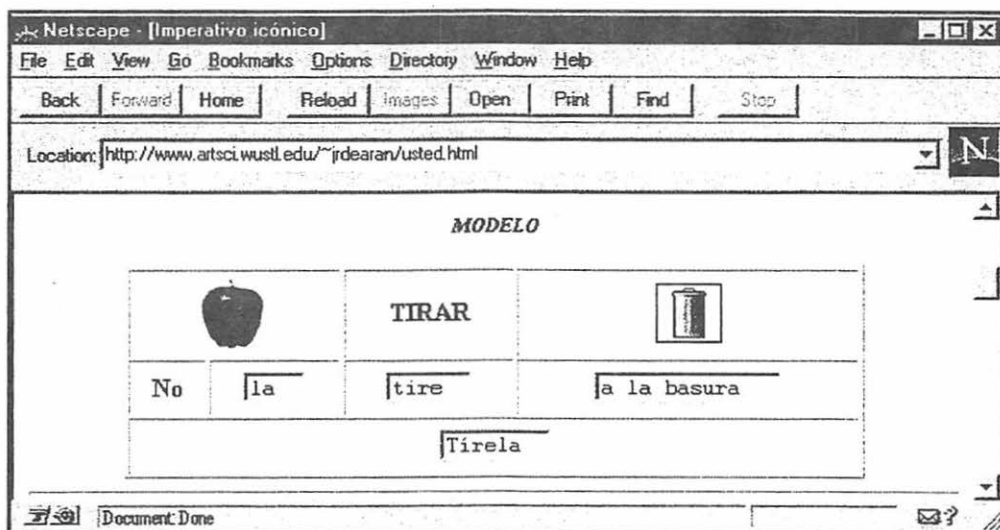 Netscape - [Imperativo icónico]
File Edit View Go Bookmarks Options Directory Window Help
Back Forward Home Reload Images Open Print Find Stop
Location: http://www.artsci.wustl.edu/~jrdearan/usted.html
N
MODELO
TIRAR
No la tire a la basura
Tírela
Document: Done